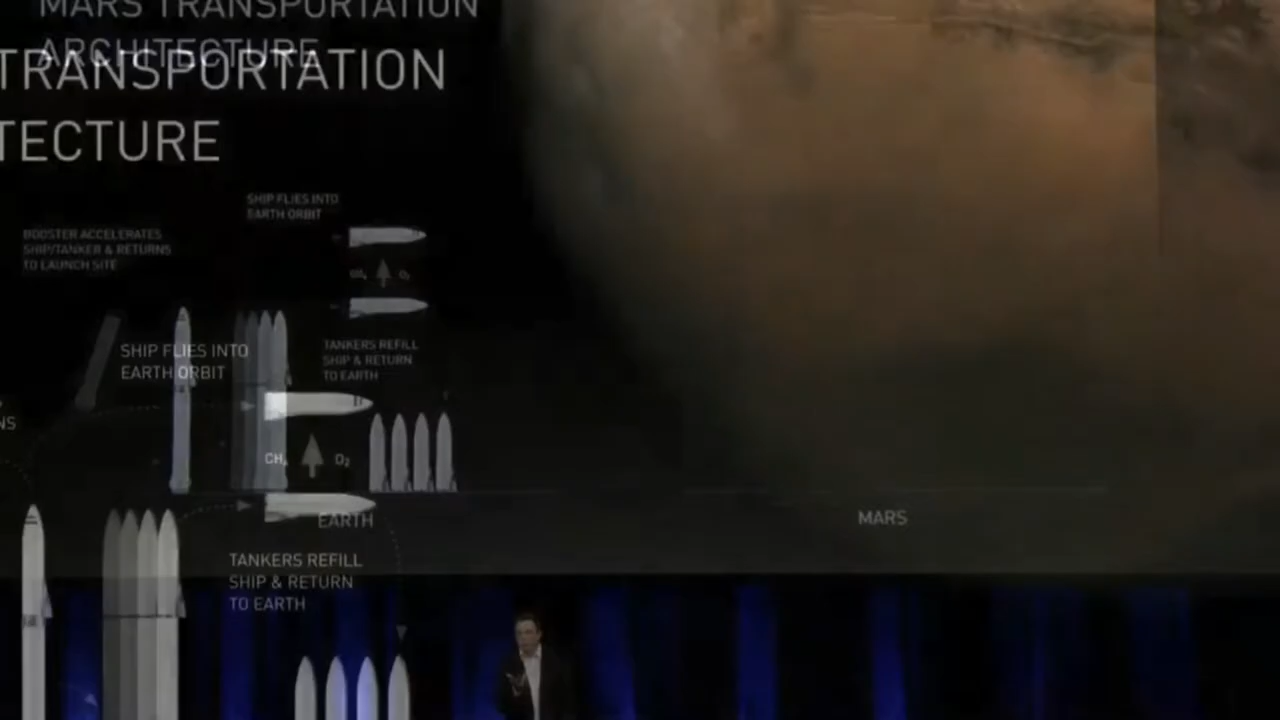 MARS TRANSPORTATION
ARCHITECTURE
TRANSPORTATION
TECTURE
SHIP FLIES INTO
EARTH ORBIT
BOOSTER ACCELERATES
SHIP/TANKER & RETURNS
TO LAUNCH SITE
TANKERS REFILL
SHIP & RETURN
TO EARTH
SHIP FLIES INTO
EARTH ORBIT
NS
CH₄ O₂
EARTH
MARS
TANKERS REFILL
SHIP & RETURN
TO EARTH